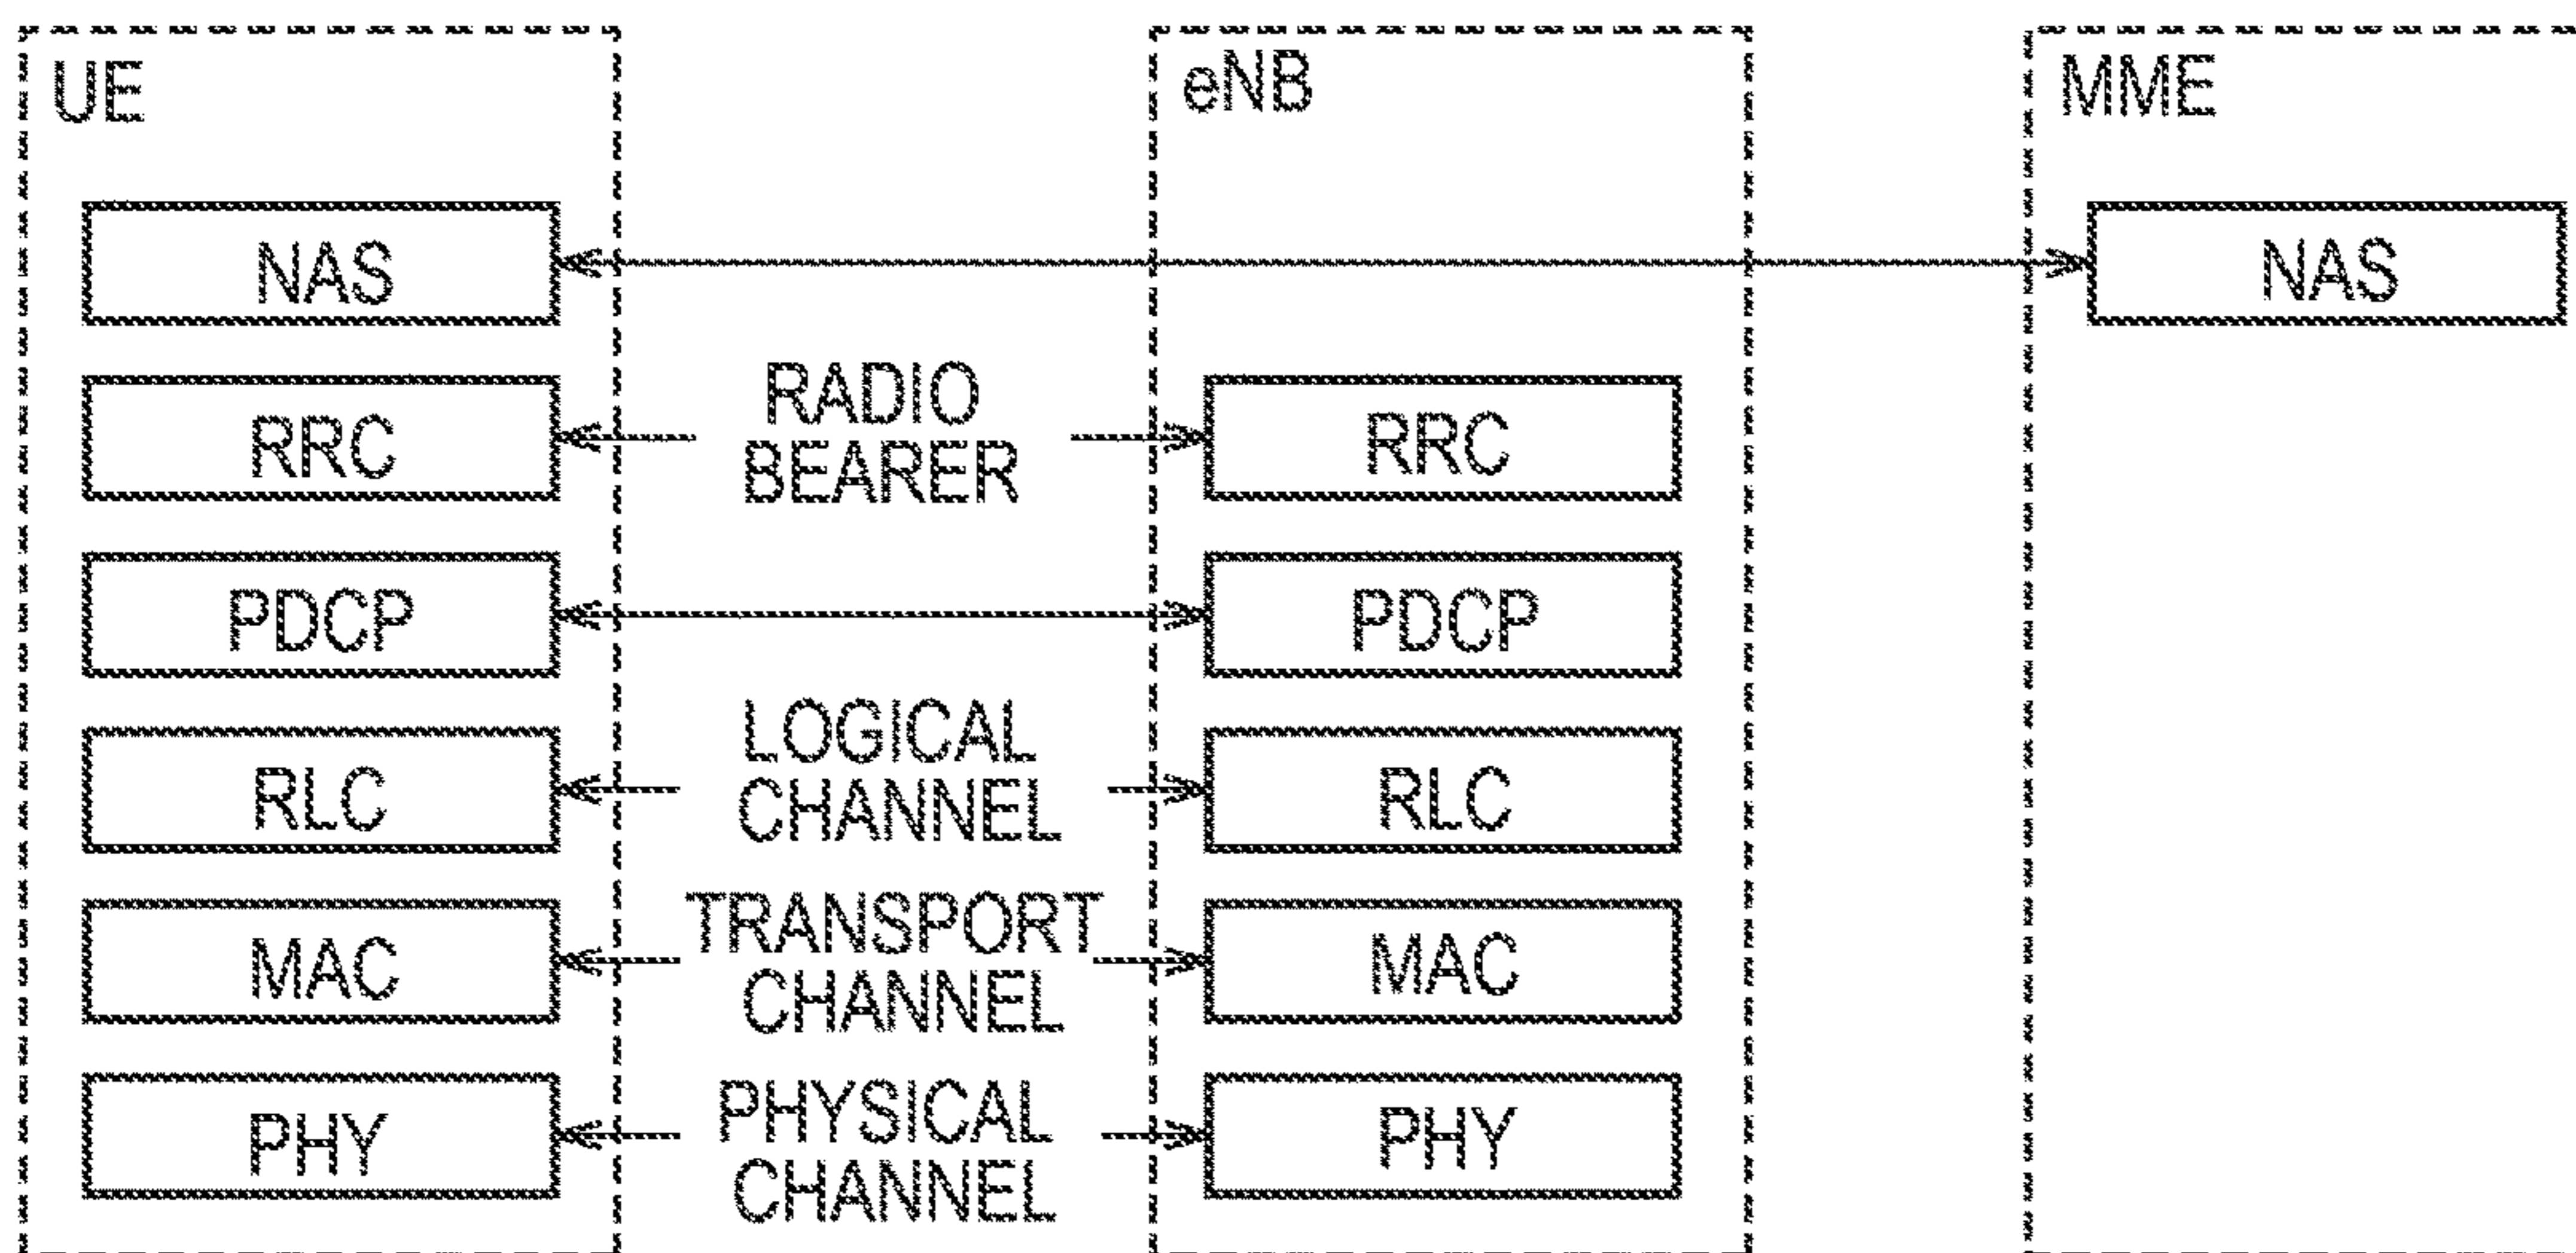 UE
eNB
MME
NAS
NAS
RADIO
BEARER
RRC
RRC
PDCP
PDCP
LOGICAL
CHANNEL
RLC
RLC
TRANSPORT
CHANNEL
MAC
MAC
PHYSICAL
CHANNEL
PHY
PHY